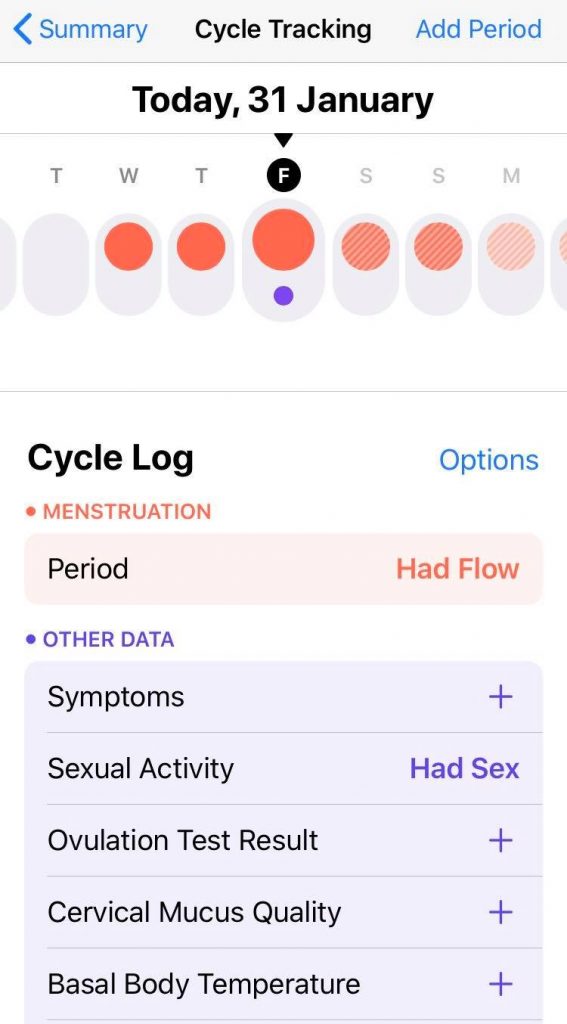 Summary Cycle Tracking Add Period
Today, 31 January
T W T F S S M
Cycle Log Options
MENSTRUATION
Period Had Flow
OTHER DATA
Symptoms
Sexual Activity Had Sex
Ovulation Test Result
Cervical Mucus Quality
Basal Body Temperature